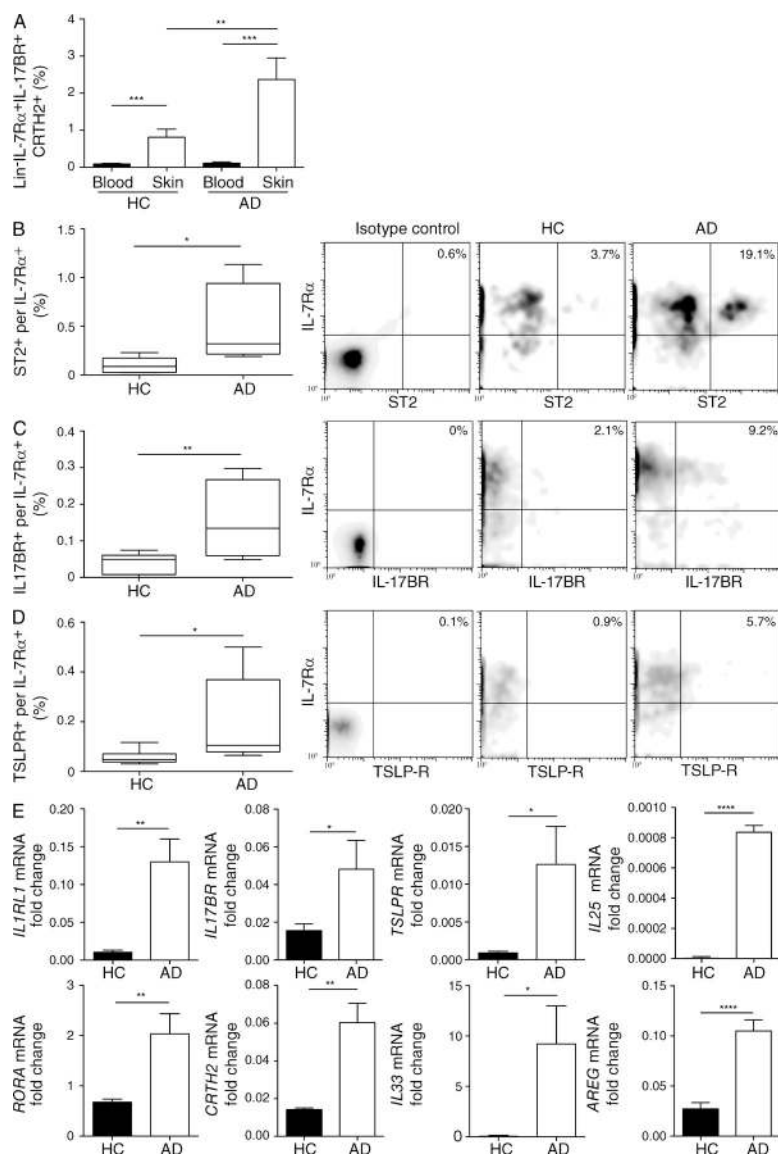 A
Lin-IL-7Rα+IL-17BR+
CRTH2+ (%)
4
3
2
1
0
***
**
***
Blood Skin Blood Skin
HC AD
B
ST2+ per IL-7Rα+
(%)
1.5
1.0
0.5
0
*
HC AD
Isotype control HC AD
0.6% 3.7% 19.1%
IL-7Rα
ST2 ST2 ST2
C
IL17BR+ per IL-7Rα+
(%)
0.4
0.3
0.2
0.1
0
**
HC AD
0% 2.1% 9.2%
IL-7Rα
IL-17BR IL-17BR IL-17BR
D
TSLPR+ per IL-7Rα+
(%)
0.6
0.4
0.2
0
*
HC AD
0.1% 0.9% 5.7%
IL-7Rα
TSLP-R TSLP-R TSLP-R
E
IL1RL1 mRNA
fold change
0.20
0.15
0.10
0.05
0.00
**
HC AD
IL17BR mRNA
fold change
0.08
0.06
0.04
0.02
0.00
*
HC AD
TSLPR mRNA
fold change
0.020
0.015
0.010
0.005
0.000
*
HC AD
IL25 mRNA
fold change
0.0010
0.0008
0.0006
0.0004
0.0002
0.0000
****
HC AD
RORA mRNA
fold change
3
2
1
0
**
HC AD
CRTH2 mRNA
fold change
0.08
0.06
0.04
0.02
0.00
**
HC AD
IL33 mRNA
fold change
15
10
5
0
*
HC AD
AREG mRNA
fold change
0.15
0.10
0.05
0.00
****
HC AD